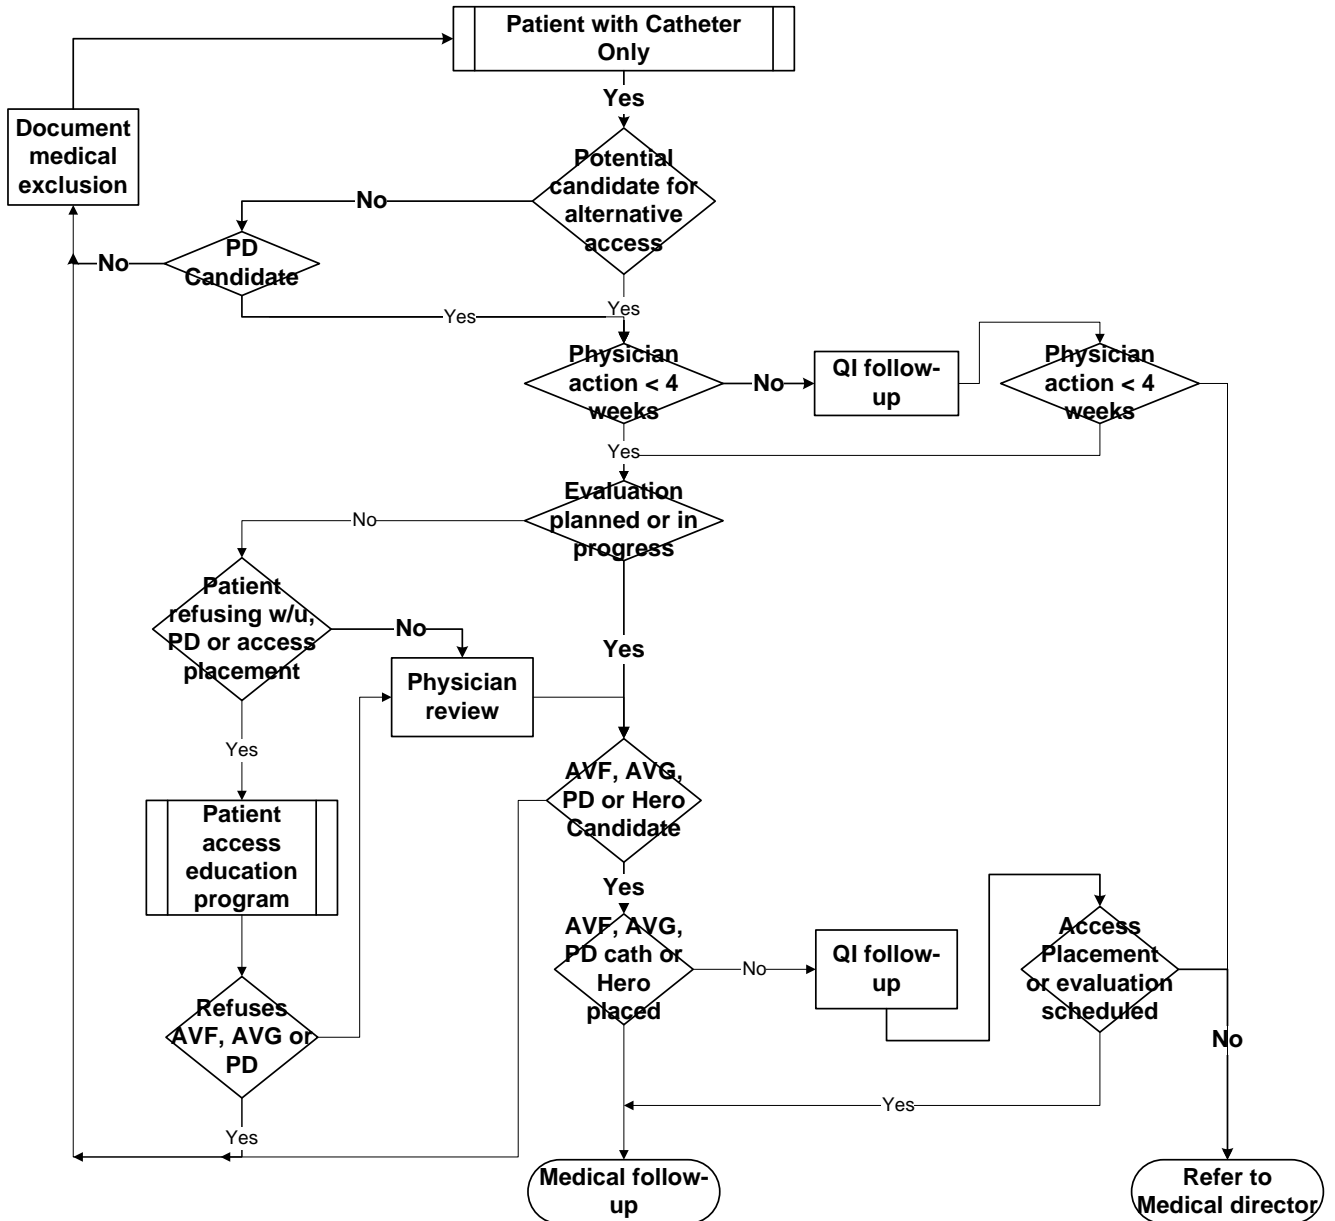 Patient with Catheter
Only
Yes
Document
medical
exclusion
Potential
candidate for
alternative
access
No
PD
Candidate
No
Yes
Yes
Physician
action < 4
weeks
No
QI follow-
up
Physician
action < 4
weeks
Yes
Evaluation
planned or in
progress
No
Patient
refusing w/u,
PD or access
placement
No
Yes
Physician
review
Yes
AVF, AVG,
PD or Hero
Candidate
Patient
access
education
program
Yes
AVF, AVG,
PD cath or
Hero
placed
No
QI follow-
up
Access
Placement
or evaluation
scheduled
Refuses
AVF, AVG or
PD
No
Yes
Yes
Medical follow-
up
Refer to
Medical director